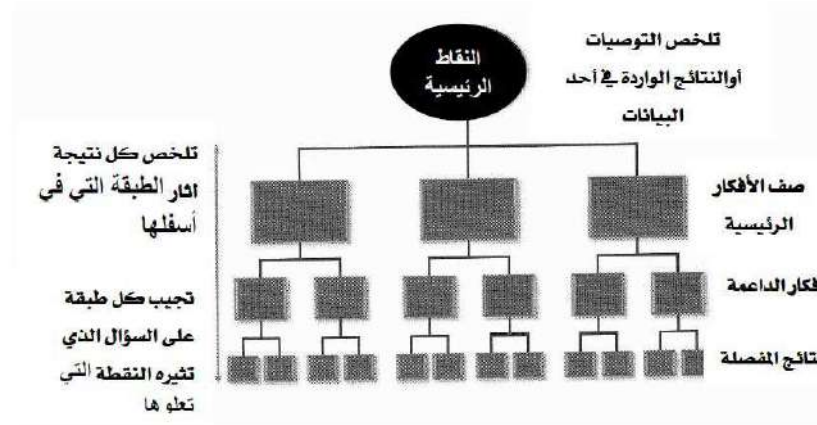 تلخص التوصيات
أوالنتائج الواردة في أحد
البيانات
النقاط
الرئيسية
تلخص كل نتيجة
اثار الطبقة التي في
أسفلها
صف الأفكار
الرئيسية
فكار الداعمة
تجيب كل طبقة
على السؤال الذي
تثيره النقطة التي
تعلو ها
تائج المفصلة